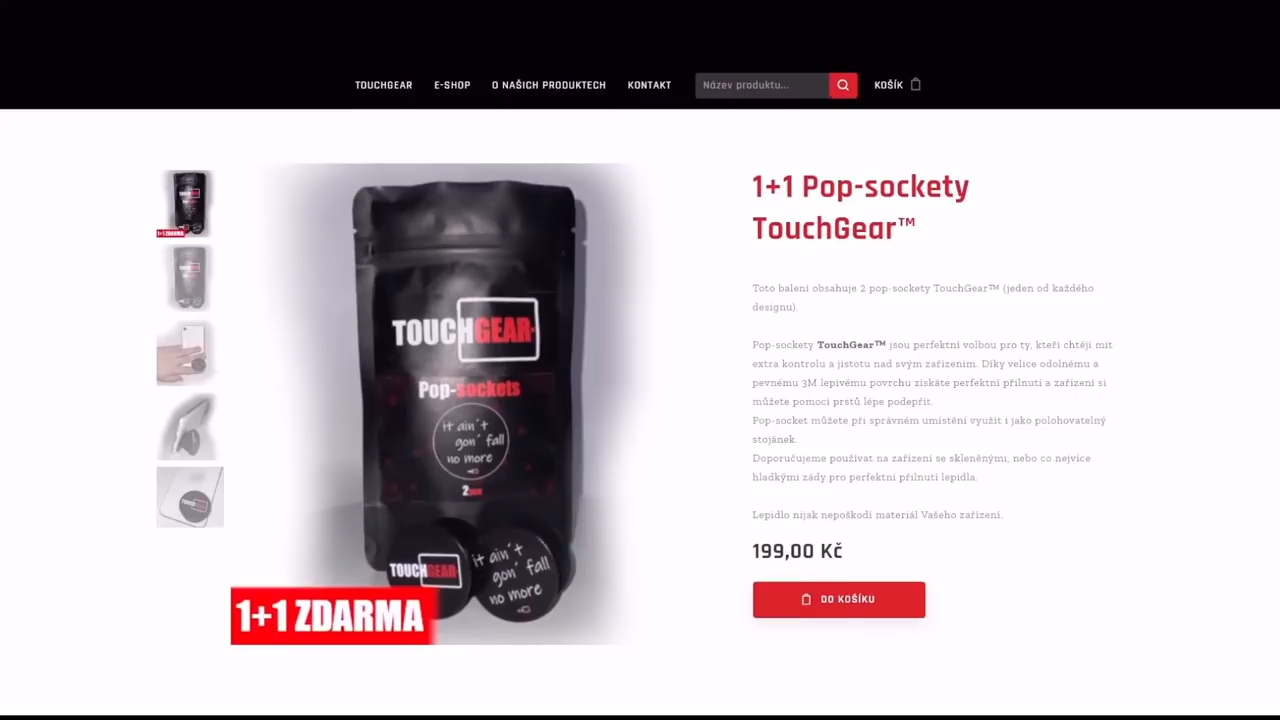 TOUCHGEAR E-SHOP O NAŠICH PRODUKTECH KONTAKT Název produktu... KOŠÍK
1+1 ZDARMA
TOUCHGEAR
Pop-sockets
it ain´t
gon´ fall
no more
2pcs
TOUCHGEAR
it ain´t
gon´ fall
no more
1+1 ZDARMA
1+1 Pop-sockety
TouchGear™
Toto balení obsahuje 2 pop-sockety TouchGear™ (jeden od každého
designu).
Pop-sockety TouchGear™ jsou perfektní volbou pro ty, kteří chtějí mít
extra kontrolu a jistotu nad svým zařízením. Díky velice odolnému a
pevnému 3M lepivému povrchu získáte perfektní přilnutí a zařízení si
můžete pomocí prstů lépe podepřít.
Pop-socket můžete při správném umístění využít i jako polohovatelný
stojánek.
Doporučujeme používat na zařízení se skleněnými, nebo co nejvíce
hladkými zády pro perfektní přilnutí lepidla.
Lepidlo nijak nepoškodí materiál Vašeho zařízení.
199,00 Kč
DO KOŠÍKU